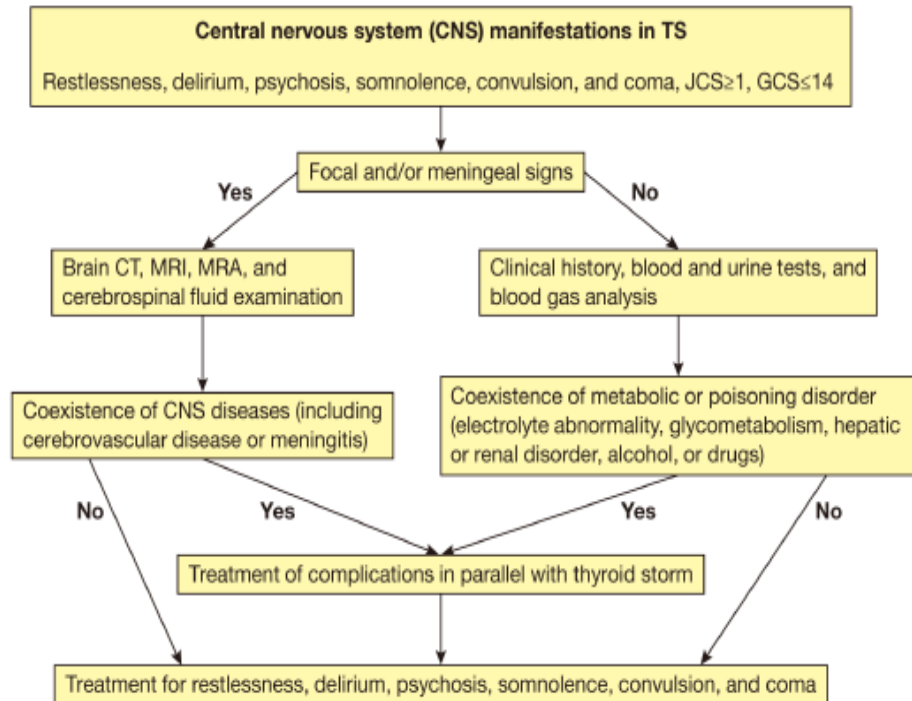 Central nervous system (CNS) manifestations in TS
Restlessness, delirium, psychosis, somnolence, convulsion, and coma, JCS≥1, GCS≤14
Focal and/or meningeal signs
Yes
No
Brain CT, MRI, MRA, and
cerebrospinal fluid examination
Clinical history, blood and urine tests, and
blood gas analysis
Coexistence of CNS diseases (including
cerebrovascular disease or meningitis)
Coexistence of metabolic or poisoning disorder
(electrolyte abnormality, glycometabolism, hepatic
or renal disorder, alcohol, or drugs)
No
Yes
Yes
No
Treatment of complications in parallel with thyroid storm
Treatment for restlessness, delirium, psychosis, somnolence, convulsion, and coma